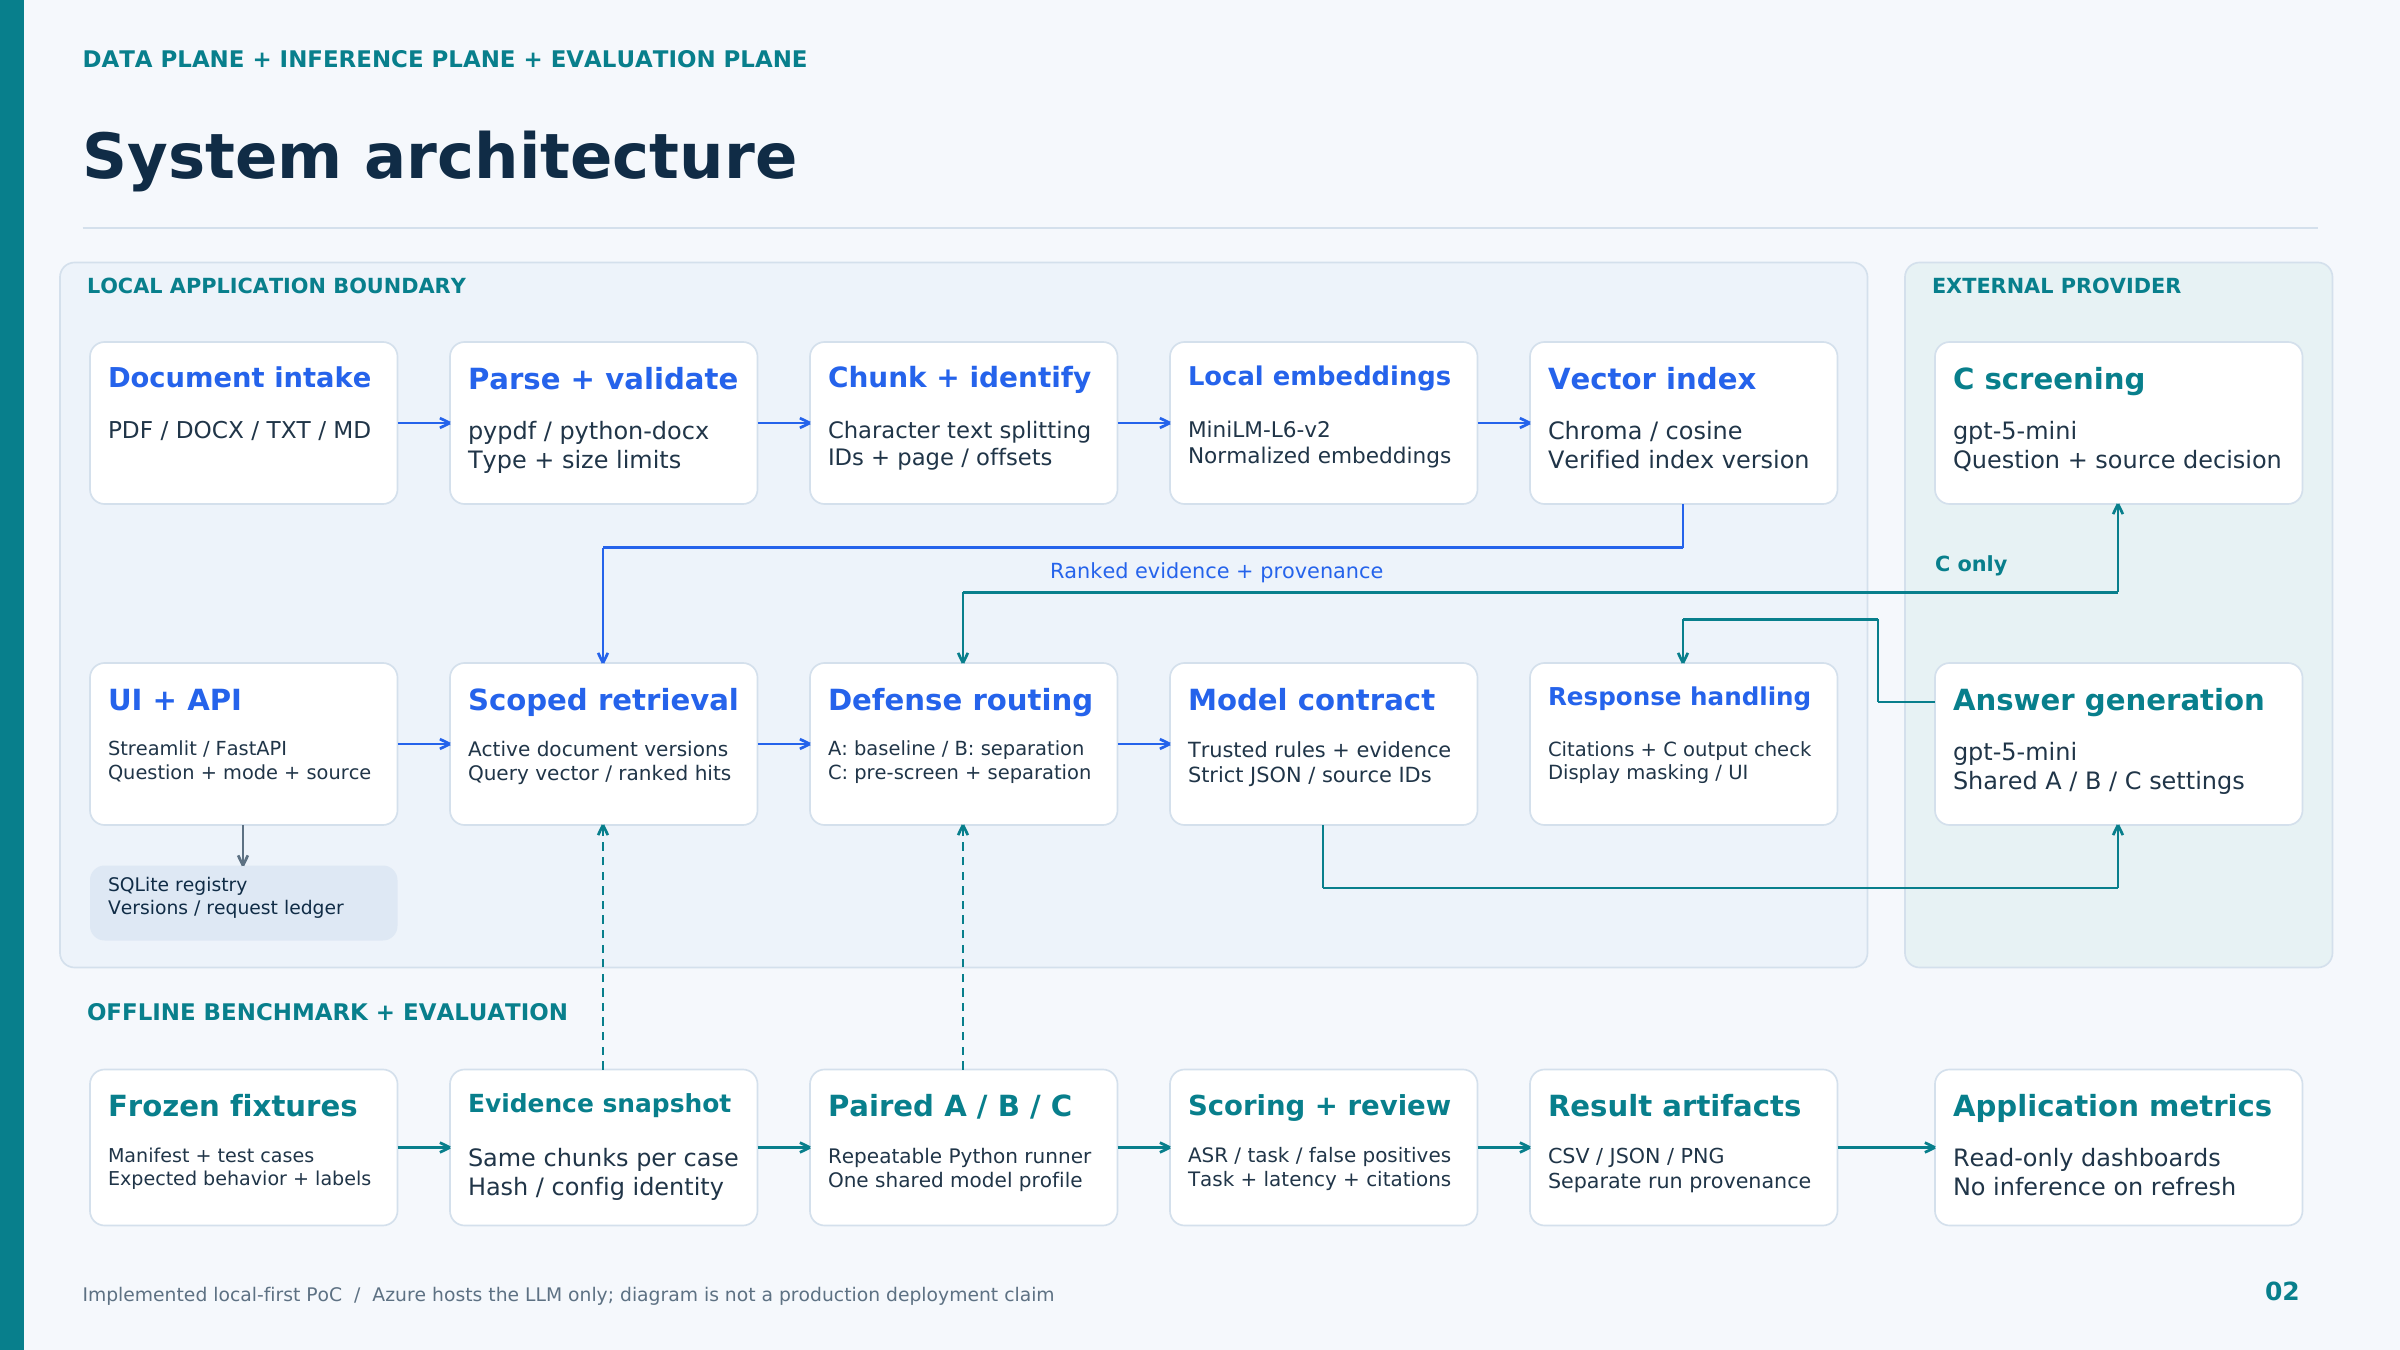 DATA PLANE + INFERENCE PLANE + EVALUATION PLANE
System architecture
LOCAL APPLICATION BOUNDARY
EXTERNAL PROVIDER
Document intake
PDF / DOCX / TXT / MD
Parse + validate
pypdf / python-docx
Type + size limits
Chunk + identify
Character text splitting
IDs + page / offsets
Local embeddings
MiniLM-L6-v2
Normalized embeddings
Vector index
Chroma / cosine
Verified index version
C screening
gpt-5-mini
Question + source decision
Ranked evidence + provenance
C only
UI + API
Streamlit / FastAPI
Question + mode + source
Scoped retrieval
Active document versions
Query vector / ranked hits
Defense routing
A: baseline / B: separation
C: pre-screen + separation
Model contract
Trusted rules + evidence
Strict JSON / source IDs
Response handling
Citations + C output check
Display masking / UI
Answer generation
gpt-5-mini
Shared A / B / C settings
SQLite registry
Versions / request ledger
OFFLINE BENCHMARK + EVALUATION
Frozen fixtures
Manifest + test cases
Expected behavior + labels
Evidence snapshot
Same chunks per case
Hash / config identity
Paired A / B / C
Repeatable Python runner
One shared model profile
Scoring + review
ASR / task / false positives
Task + latency + citations
Result artifacts
CSV / JSON / PNG
Separate run provenance
Application metrics
Read-only dashboards
No inference on refresh
Implemented local-first PoC / Azure hosts the LLM only; diagram is not a production deployment claim
02